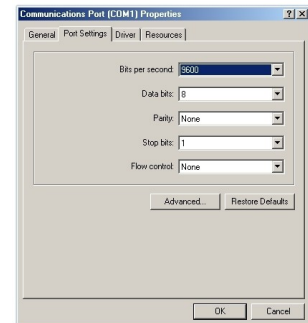 Communications Port (COM1) Properties
General Port Settings Driver Resources
Bits per second: 9600
Data bits: 8
Parity: None
Stop bits: 1
Flow control: None
Advanced... Restore Defaults
OK Cancel